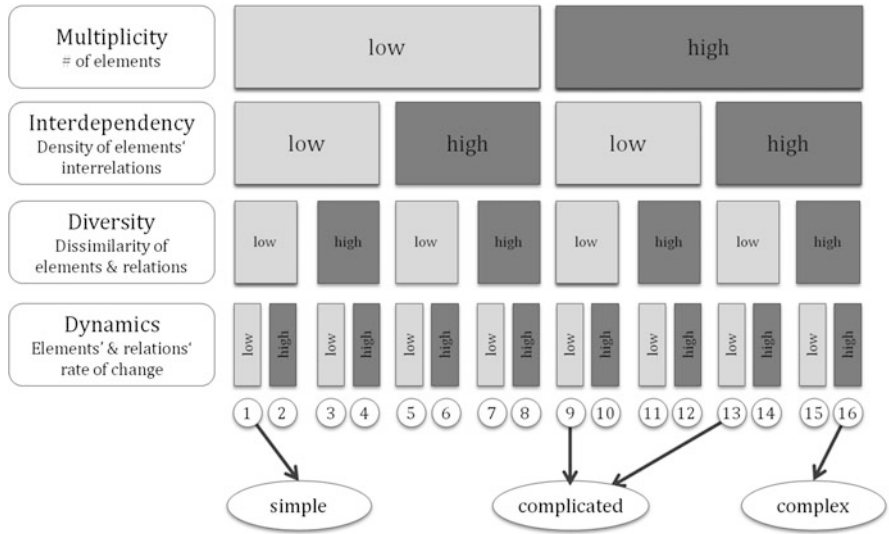 Multiplicity
# of elements
low
high
Interdependency
Density of elements‘
interrelations
low
high
low
high
Diversity
Dissimilarity of
elements & relations
low
high
low
high
low
high
low
high
Dynamics
Elements’ & relations‘
rate of change
low
high
low
high
low
high
low
high
low
high
low
high
low
high
low
high
1 2 3 4 5 6 7 8 9 10 11 12 13 14 15 16
simple
complicated
complex